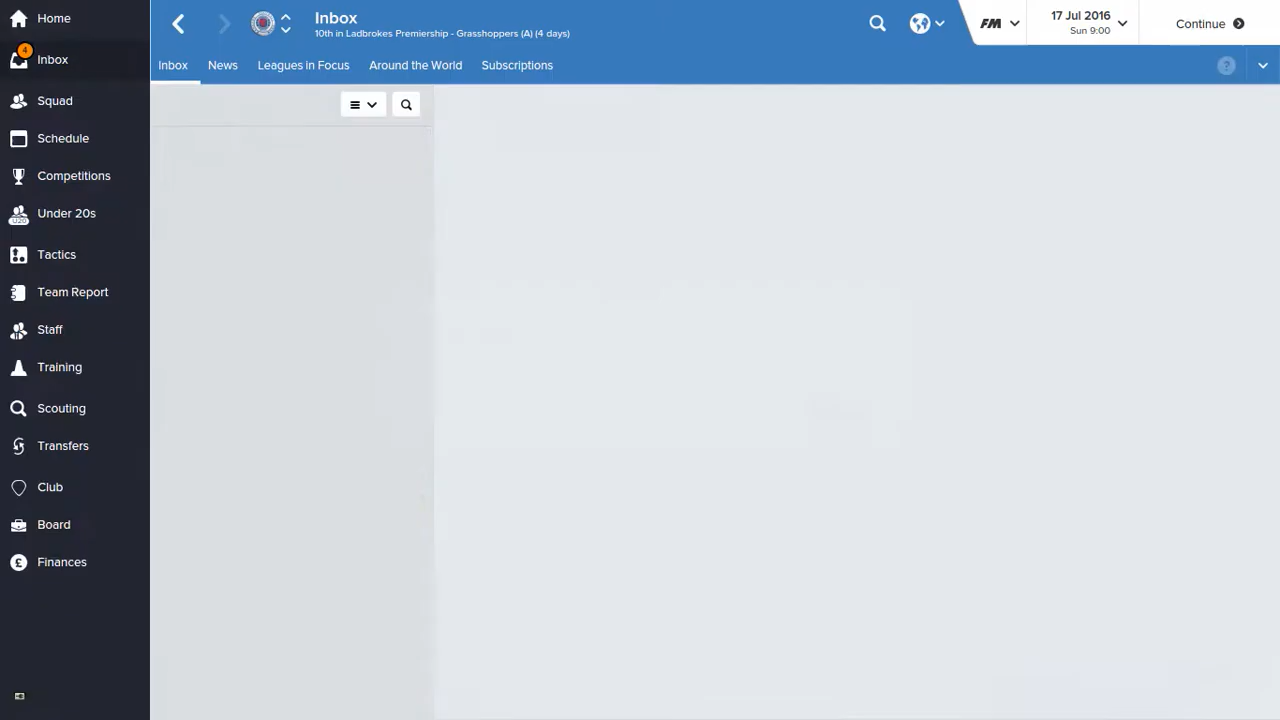 Home
4
Inbox
Squad
Schedule
Competitions
Under 20s
U20
Tactics
Team Report
Staff
Training
Scouting
Transfers
Club
Board
£
Finances
Inbox
10th in Ladbrokes Premiership - Grasshoppers (A) (4 days)
FM
17 Jul 2016
Sun 9:00
Continue
Inbox
News
Leagues in Focus
Around the World
Subscriptions
?